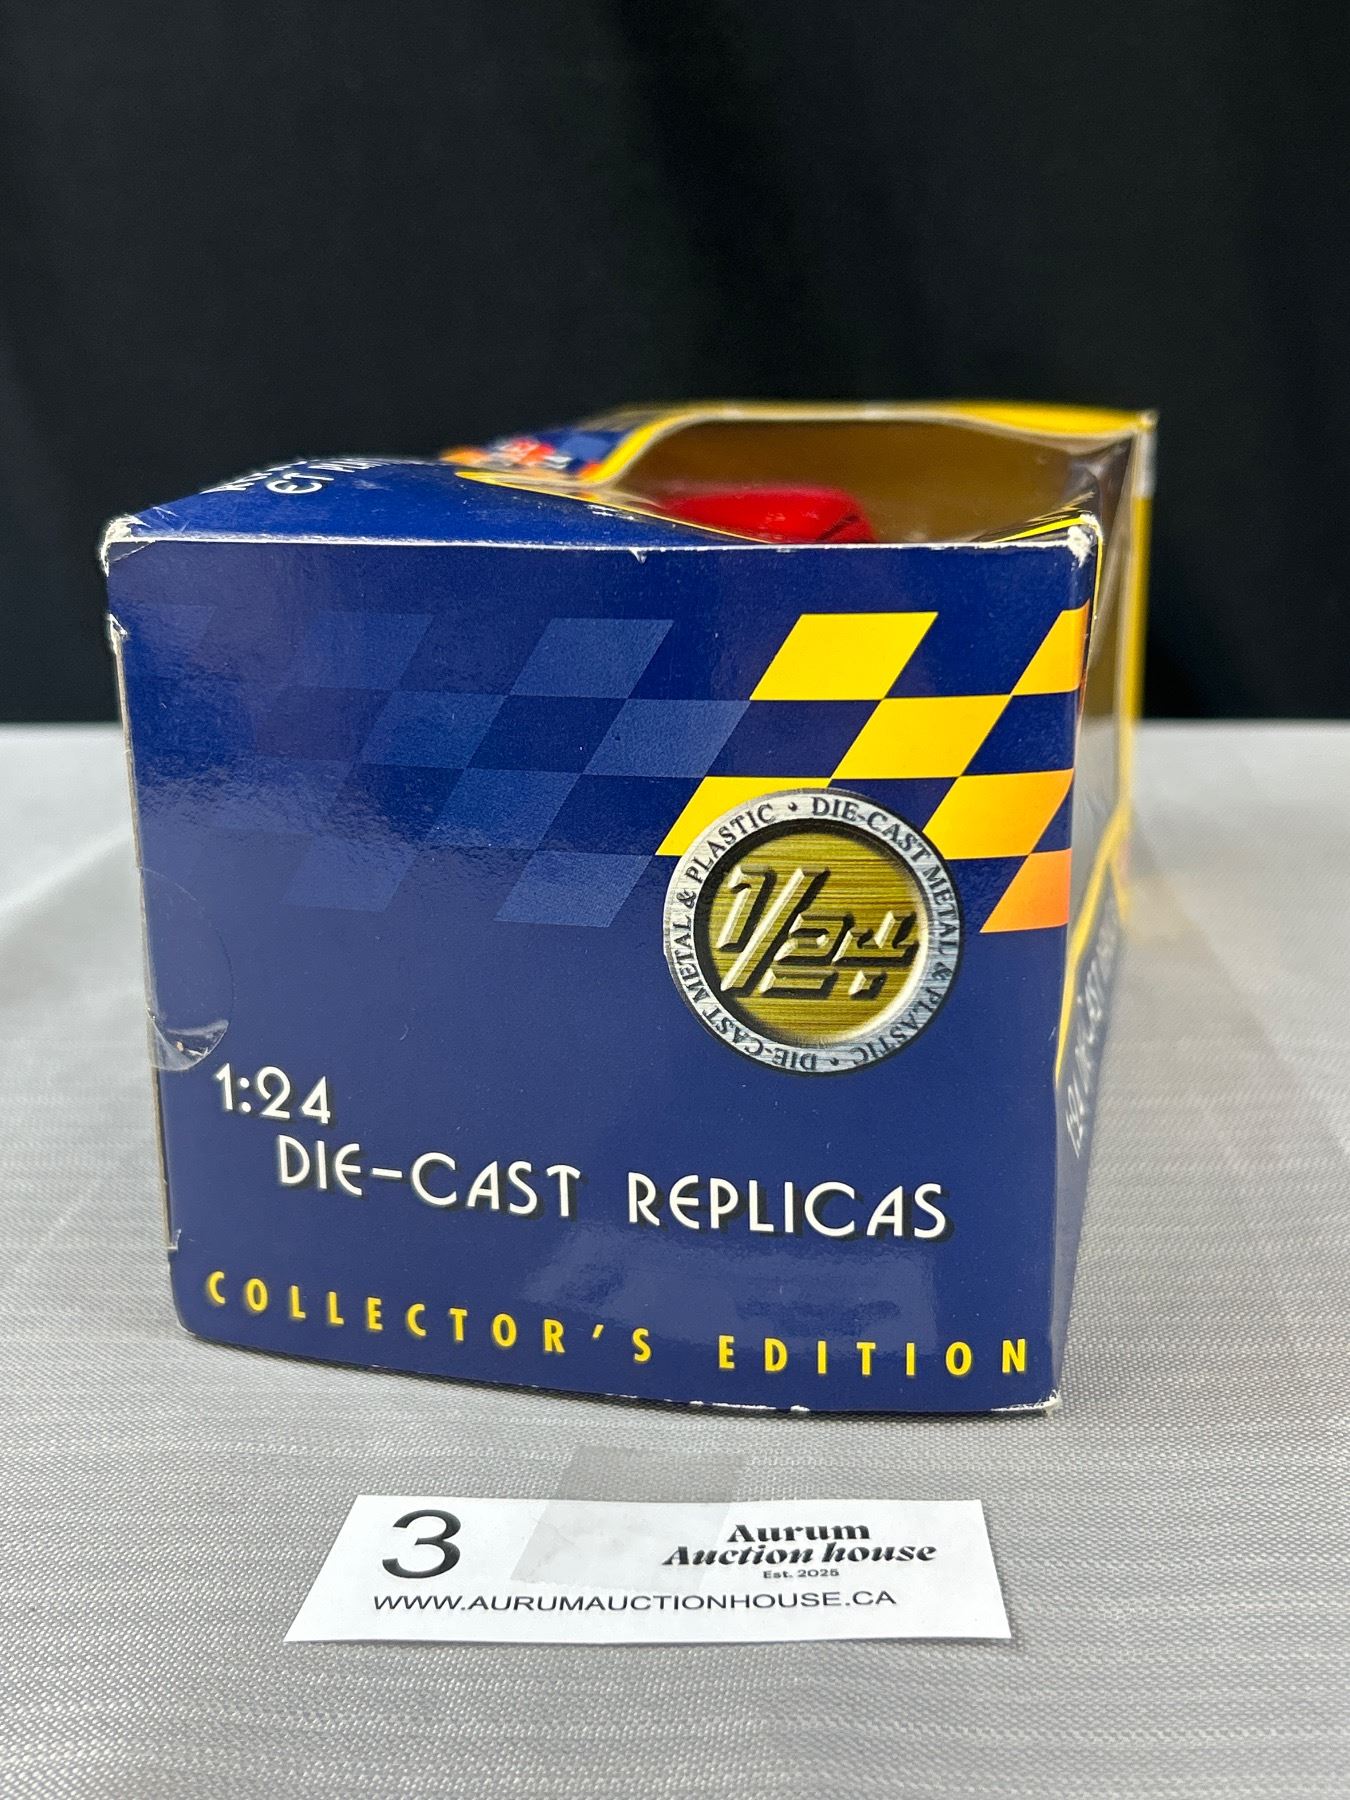 ET
DIE-CAST METAL & PLASTIC • DIE-CAST METAL & PLASTIC •
1/24
1:24
DIE-CAST REPLICAS
COLLECTOR'S EDITION
3
Aurum
Auction house
Est. 2025
WWW.AURUMAUCTIONHOUSE.CA